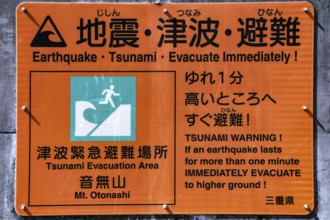 じしん つなみ ひなん
地震・津波・避難
Earthquake・Tsunami・Evacuate Immediately !
ゆれ1分
高いところへ
ひなん
すぐ避難!
津波緊急避難場所
Tsunami Evacuation Area
音無山
Mt. Otonashi
TSUNAMI WARNING !
If an earthquake lasts
for more than one minute
IMMEDIATELY EVACUATE
to higher ground !
三重県